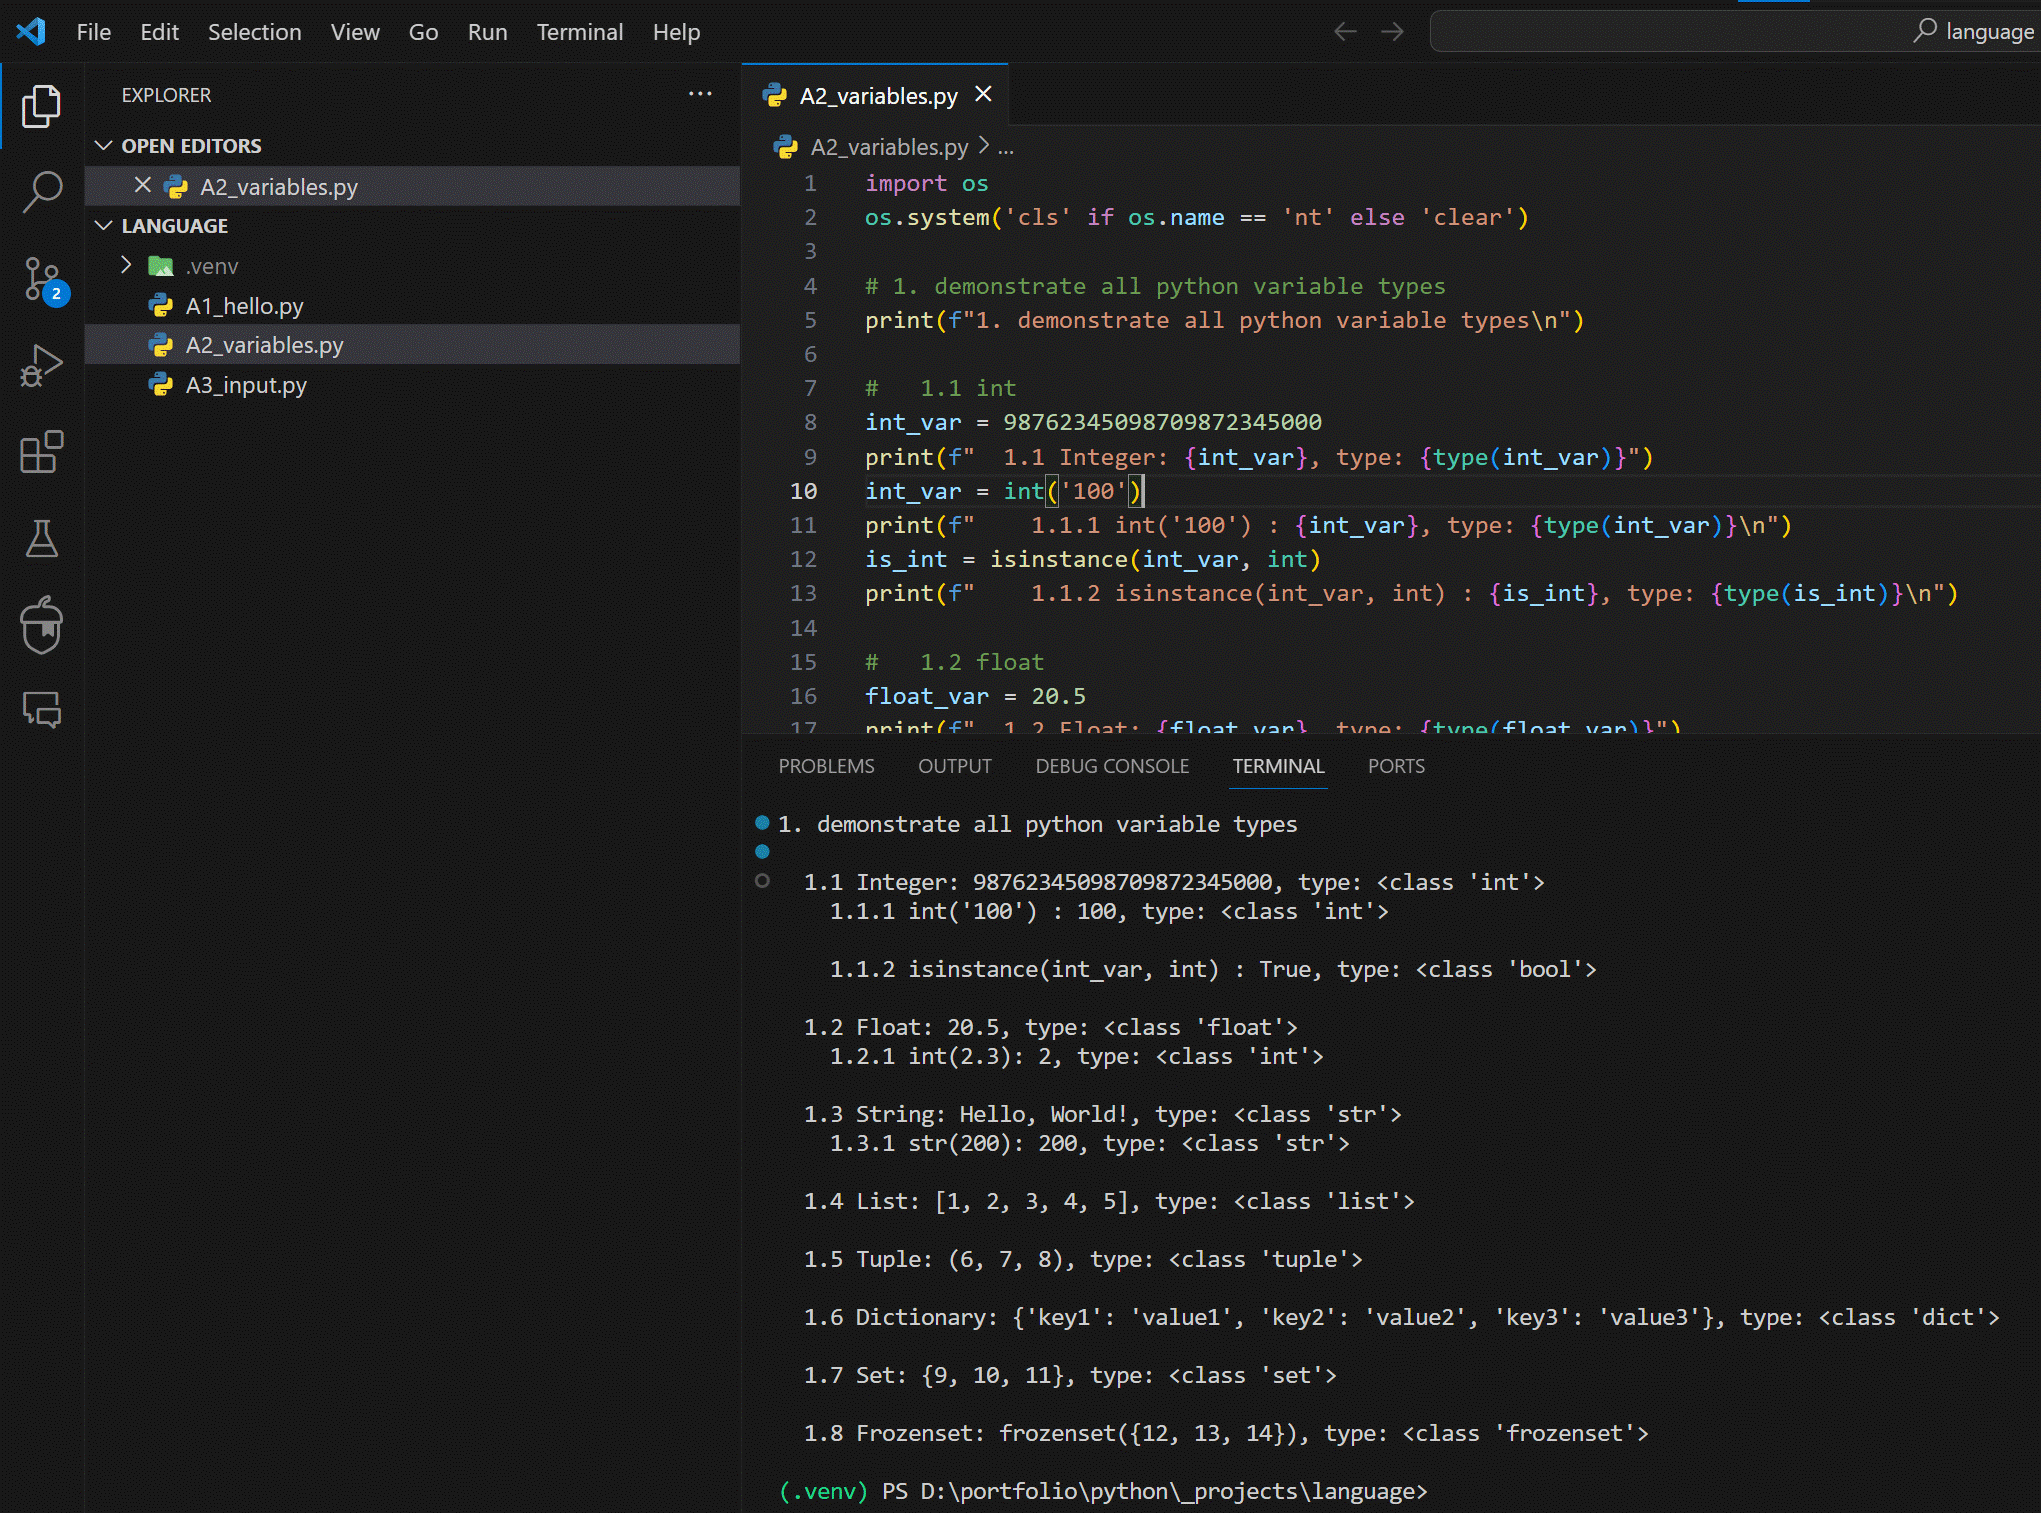 File Edit Selection View Go Run Terminal Help
language
EXPLORER
OPEN EDITORS
A2_variables.py
LANGUAGE
.venv
A1_hello.py
A2_variables.py
A3_input.py
2
A2_variables.py
A2_variables.py > ...
1 import os
2 os.system('cls' if os.name == 'nt' else 'clear')
3
4 # 1. demonstrate all python variable types
5 print(f"1. demonstrate all python variable types\n")
6
7 #   1.1 int
8 int_var = 98762345098709872345000
9 print(f"  1.1 Integer: {int_var}, type: {type(int_var)}")
10 int_var = int('100')
11 print(f"    1.1.1 int('100') : {int_var}, type: {type(int_var)}\n")
12 is_int = isinstance(int_var, int)
13 print(f"    1.1.2 isinstance(int_var, int) : {is_int}, type: {type(is_int)}\n")
14
15 #   1.2 float
16 float_var = 20.5
17 print(f"  1.2 Float: {float_var}, type: {type(float_var)}")
PROBLEMS OUTPUT DEBUG CONSOLE TERMINAL PORTS
1. demonstrate all python variable types
1.1 Integer: 98762345098709872345000, type: <class 'int'>
1.1.1 int('100') : 100, type: <class 'int'>
1.1.2 isinstance(int_var, int) : True, type: <class 'bool'>
1.2 Float: 20.5, type: <class 'float'>
1.2.1 int(2.3): 2, type: <class 'int'>
1.3 String: Hello, World!, type: <class 'str'>
1.3.1 str(200): 200, type: <class 'str'>
1.4 List: [1, 2, 3, 4, 5], type: <class 'list'>
1.5 Tuple: (6, 7, 8), type: <class 'tuple'>
1.6 Dictionary: {'key1': 'value1', 'key2': 'value2', 'key3': 'value3'}, type: <class 'dict'>
1.7 Set: {9, 10, 11}, type: <class 'set'>
1.8 Frozenset: frozenset({12, 13, 14}), type: <class 'frozenset'>
(.venv) PS D:\portfolio\python\_projects\language>